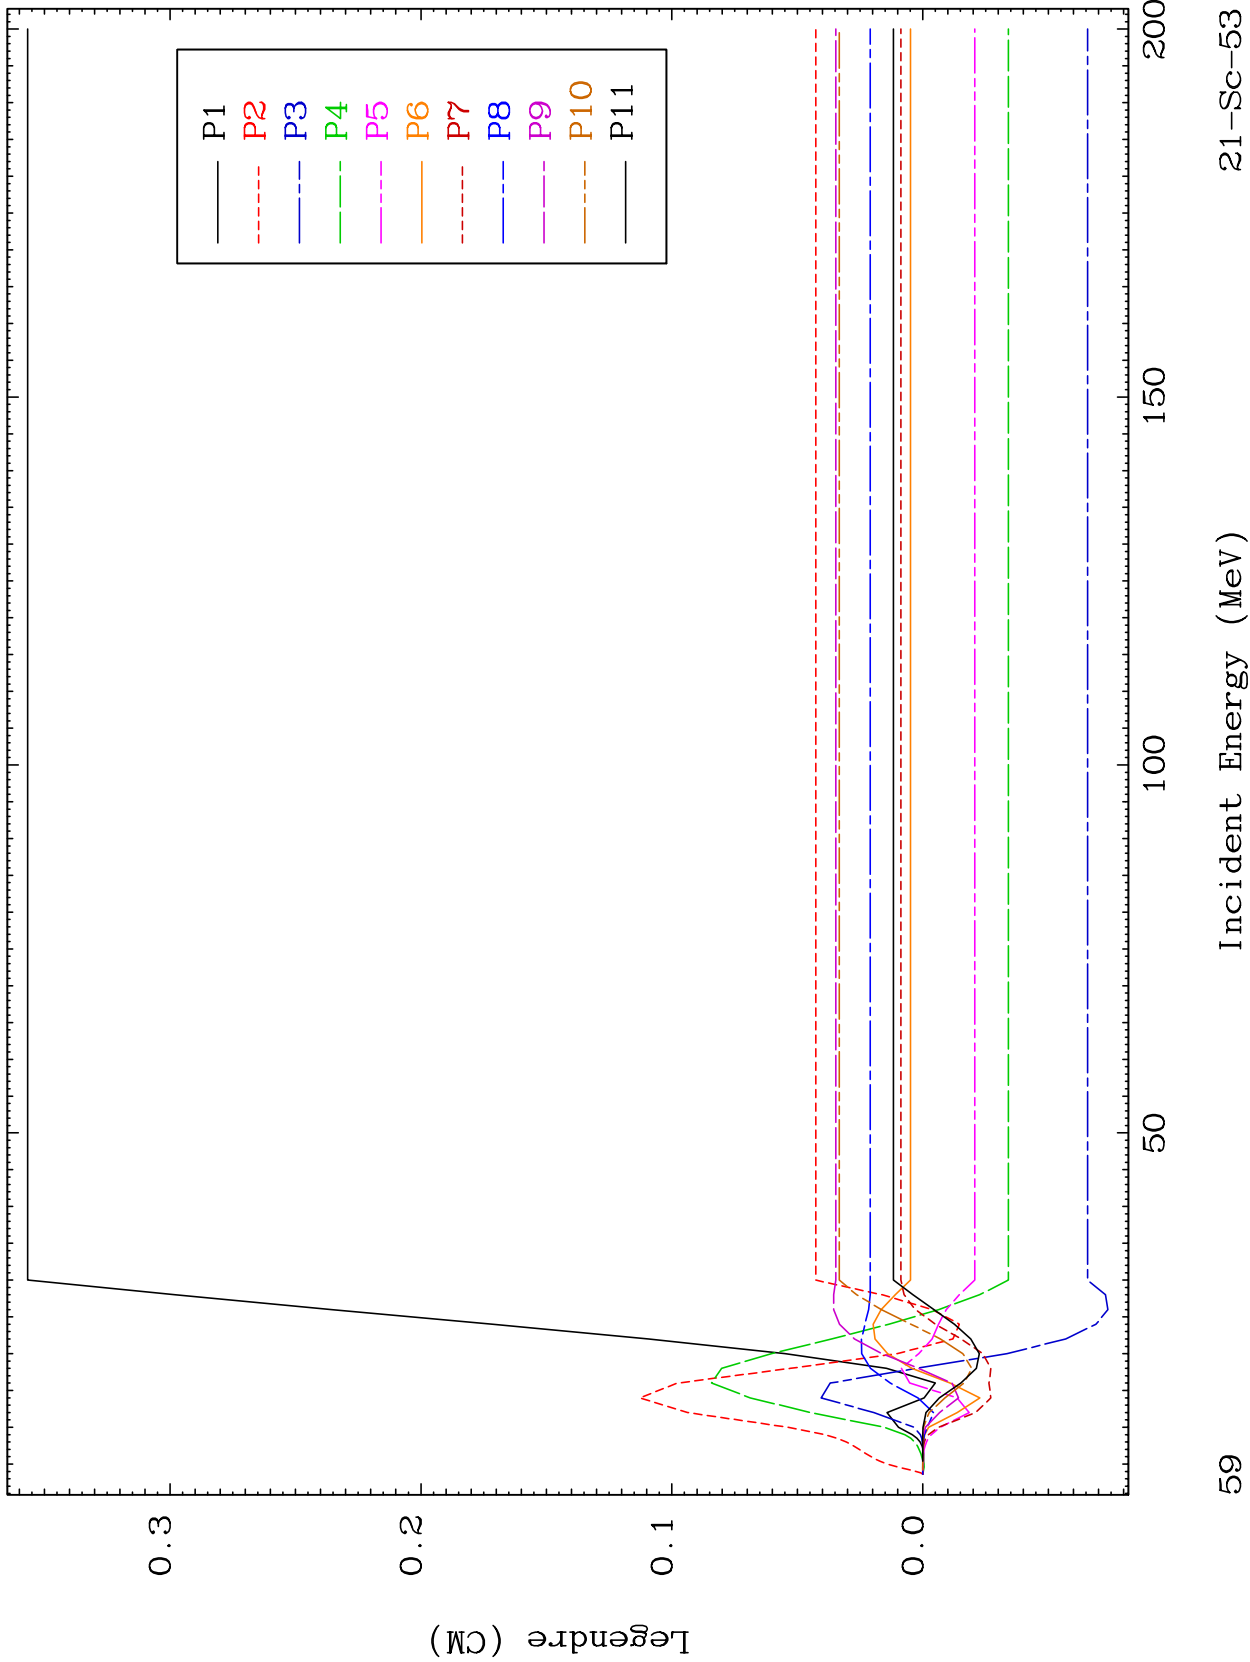 P1
P2
P3
P4
P5
P6
P7
P8
P9
P10
P11
Legendre (CM)
0.3
0.2
0.1
0.0
50
100
150
200
Incident Energy (MeV)
59
21-Sc-53